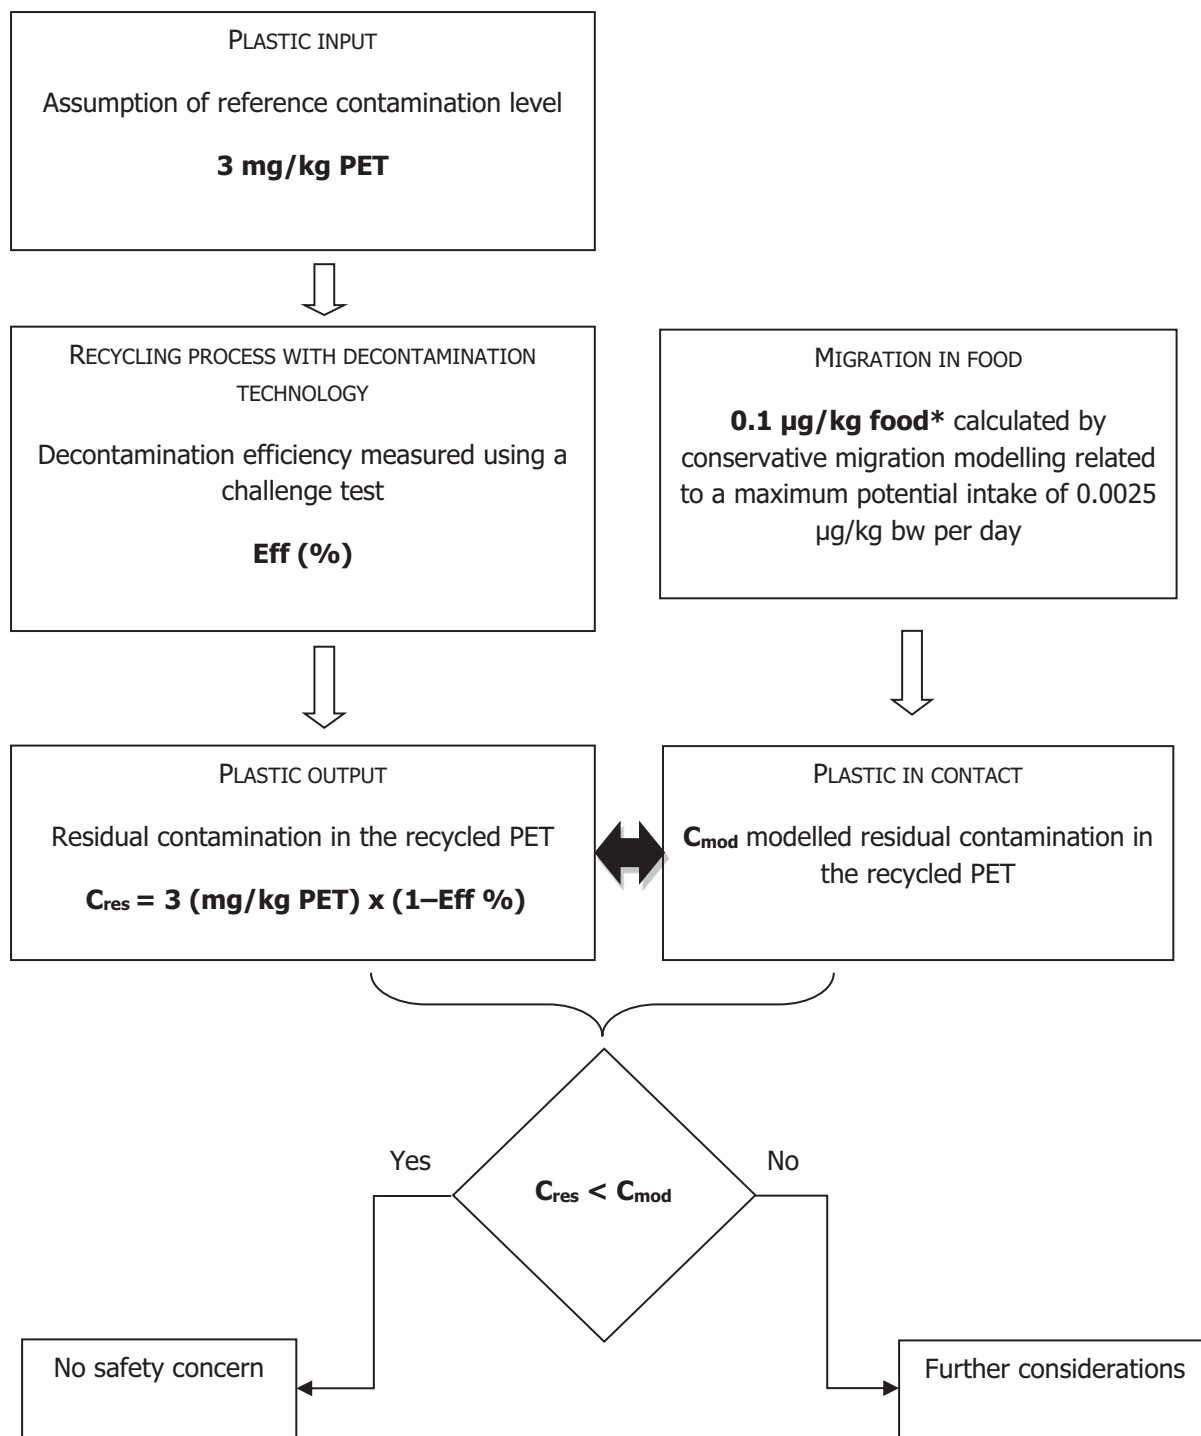 PLASTIC INPUT
Assumption of reference contamination level
3 mg/kg PET
RECYCLING PROCESS WITH DECONTAMINATION
TECHNOLOGY
Decontamination efficiency measured using a
challenge test
Eff (%)
MIGRATION IN FOOD
0.1 µg/kg food* calculated by
conservative migration modelling related
to a maximum potential intake of 0.0025
µg/kg bw per day
PLASTIC OUTPUT
Residual contamination in the recycled PET
Cres = 3 (mg/kg PET) x (1–Eff %)
PLASTIC IN CONTACT
Cmod modelled residual contamination in
the recycled PET
Yes
No
Cres < Cmod
No safety concern
Further considerations